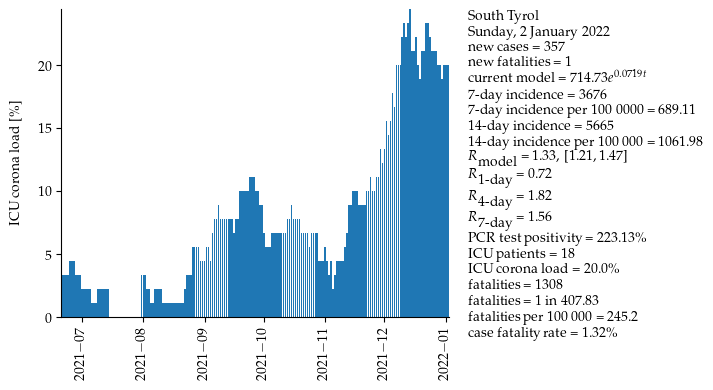 South Tyrol
Sunday, 2 January 2022
new cases = 357
new fatalities = 1
current model = 714.73e^0.0719t
7-day incidence = 3676
7-day incidence per 100 0000 = 689.11
14-day incidence = 5665
14-day incidence per 100 000 = 1061.98
R_model = 1.33, [1.21, 1.47]
R_1-day = 0.72
R_4-day = 1.82
R_7-day = 1.56
PCR test positivity = 223.13%
ICU patients = 18
ICU corona load = 20.0%
fatalities = 1308
fatalities = 1 in 407.83
fatalities per 100 000 = 245.2
case fatality rate = 1.32%
ICU corona load [%]
20
15
10
5
0
2021−07
2021−08
2021−09
2021−10
2021−11
2021−12
2022−01